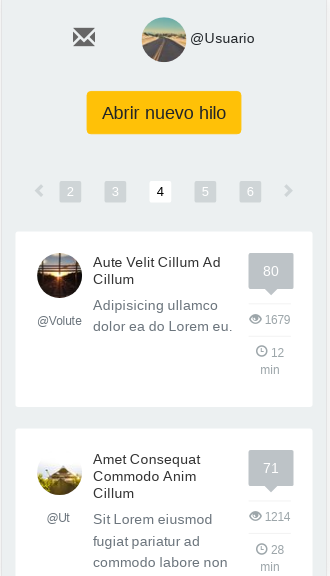 @Usuario
Abrir nuevo hilo
2 3 4 5 6
Aute Velit Cillum Ad
Cillum
Adipisicing ullamco
dolor ea do Lorem eu.
@Volute
80
1679
12
min
Amet Consequat
Commodo Anim
Cillum
Sit Lorem eiusmod
fugiat pariatur ad
commodo labore non
@Ut
71
1214
28
min